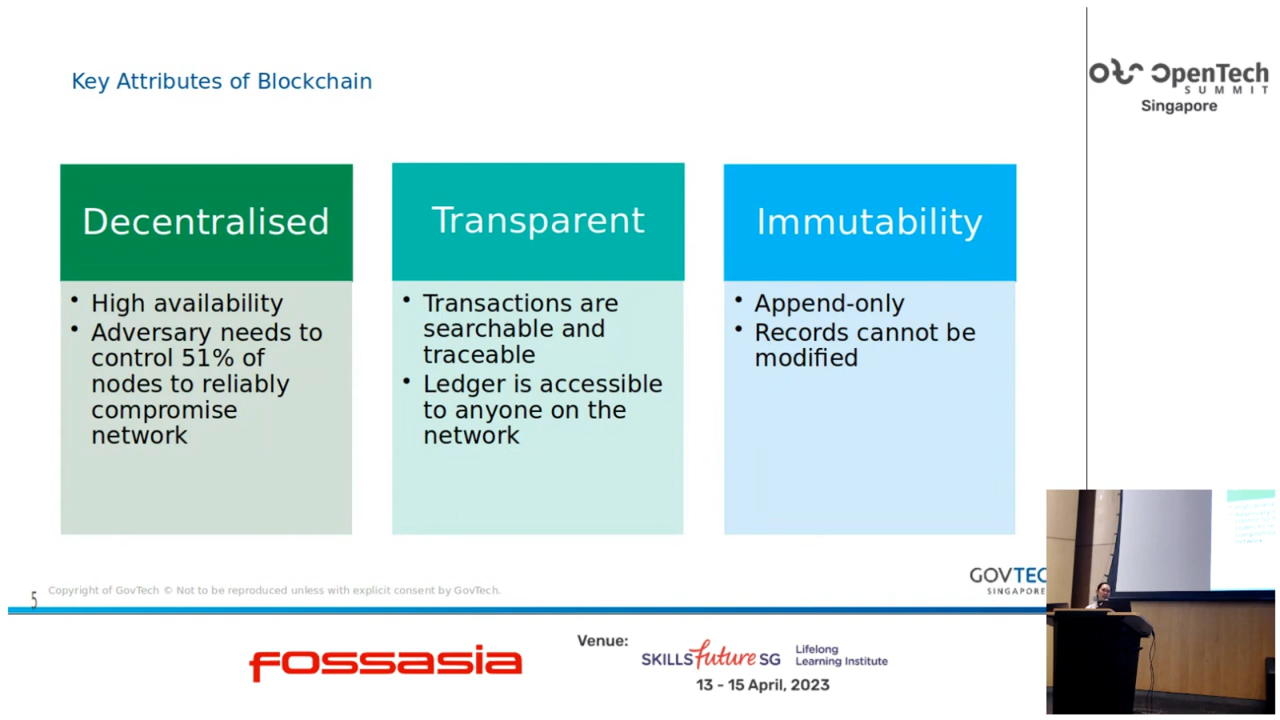 Key Attributes of Blockchain
OpenTech
SUMMIT
Singapore
Decentralised
• High availability
• Adversary needs to
control 51% of
nodes to reliably
compromise
network
Transparent
• Transactions are
searchable and
traceable
• Ledger is accessible
to anyone on the
network
Immutability
• Append-only
• Records cannot be
modified
5
Copyright of GovTech © Not to be reproduced unless with explicit consent by GovTech.
GOVTEC
SINGAPORE
fossasia
Venue:
SKILLSfuture SG
Lifelong
Learning Institute
13 - 15 April, 2023